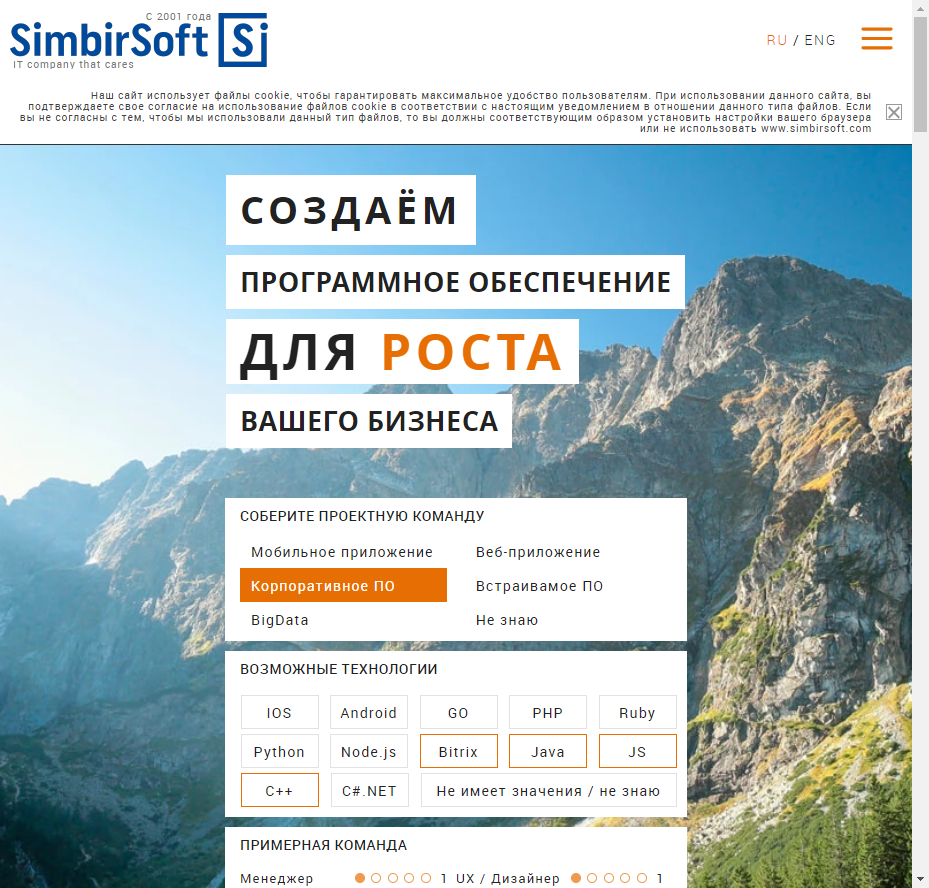 С 2001 года
SimbirSoft Si
IT company that cares
RU / ENG
Наш сайт использует файлы cookie, чтобы гарантировать максимальное удобство пользователям. При использовании данного сайта, вы
подтверждаете свое согласие на использование файлов cookie в соответствии с настоящим уведомлением в отношении данного типа файлов. Если
вы не согласны с тем, чтобы мы использовали данный тип файлов, то вы должны соответствующим образом установить настройки вашего браузера
или не использовать www.simbirsoft.com
СОЗДАЁМ
ПРОГРАММНОЕ ОБЕСПЕЧЕНИЕ
ДЛЯ РОСТА
ВАШЕГО БИЗНЕСА
СОБЕРИТЕ ПРОЕКТНУЮ КОМАНДУ
Мобильное приложение Веб-приложение
Корпоративное ПО Встраивамое ПО
BigData Не знаю
ВОЗМОЖНЫЕ ТЕХНОЛОГИИ
IOS Android GO PHP Ruby
Python Node.js Bitrix Java JS
C++ C#.NET Не имеет значения / не знаю
ПРИМЕРНАЯ КОМАНДА
Менеджер 1 UX / Дизайнер 1